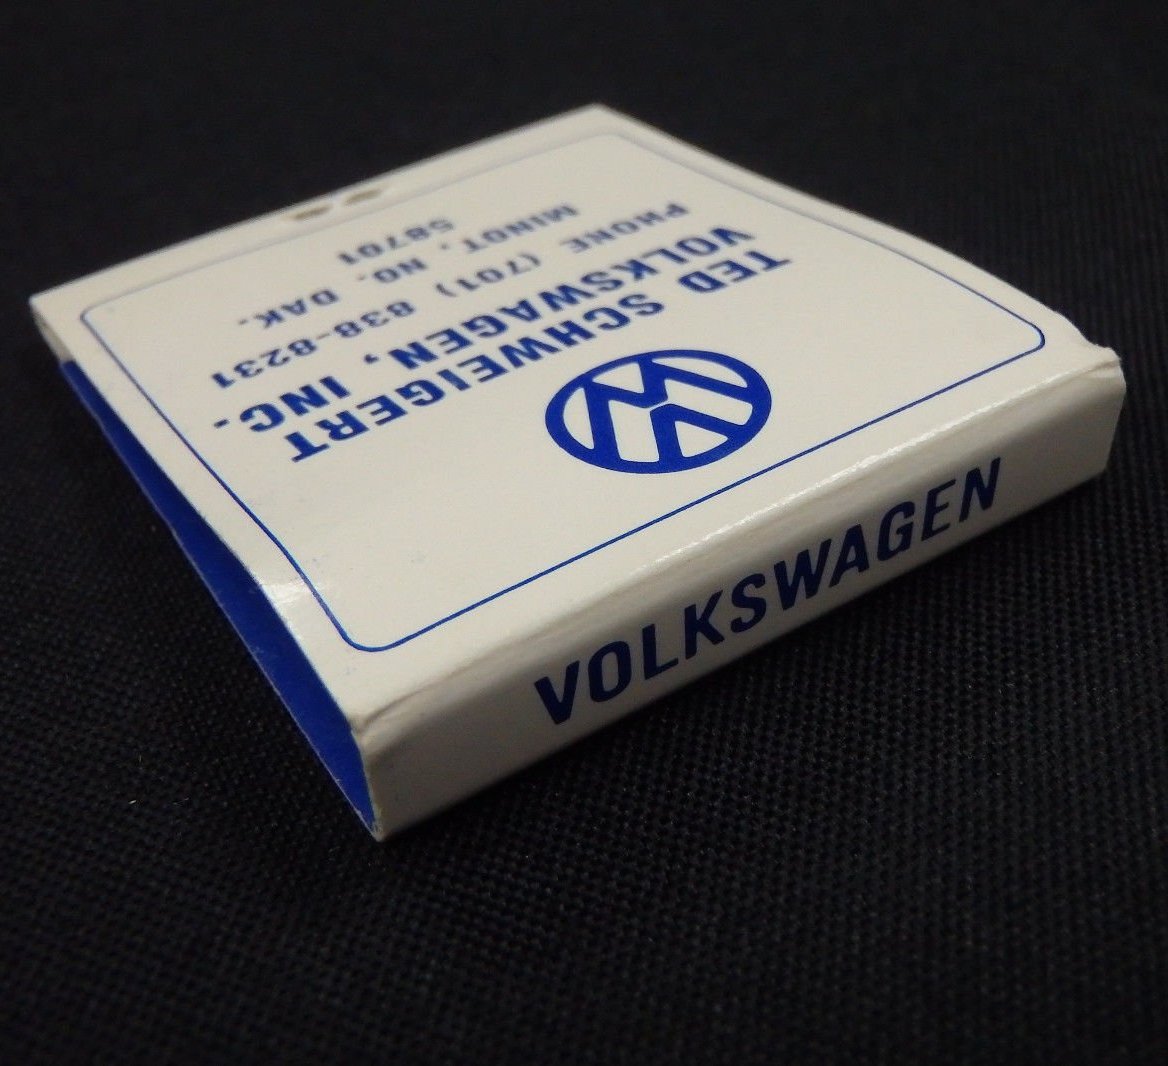 TED SCHWEIGERT
VOLKSWAGEN, INC.
PHONE (701) 838-8231
MINOT, NO. DAK.
58701
VOLKSWAGEN